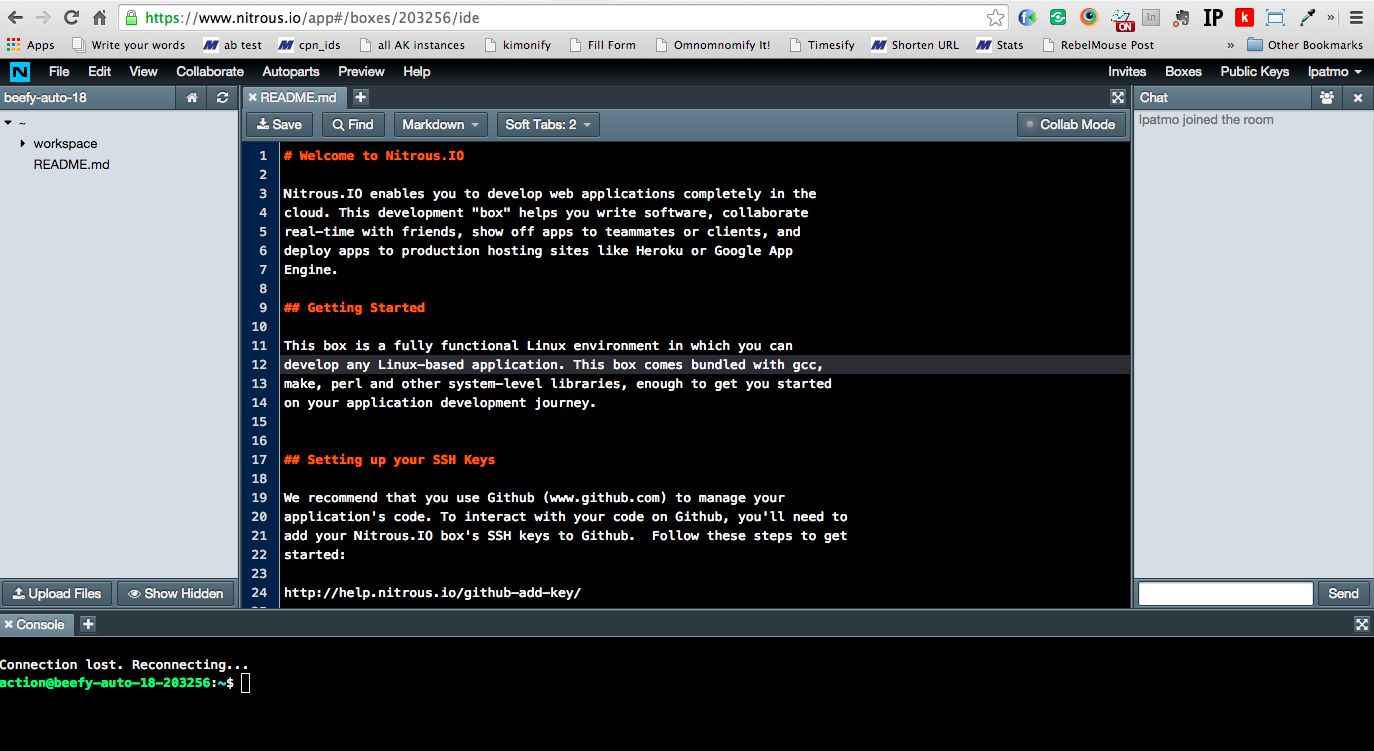 https://www.nitrous.io/app#/boxes/203256/ide
ON
in
IP
k
»
Apps
Write your words
ab test
cpn_ids
all AK instances
kimonify
Fill Form
Omnomnomify It!
Timesify
Shorten URL
Stats
RebelMouse Post
»
Other Bookmarks
N
File
Edit
View
Collaborate
Autoparts
Preview
Help
Invites
Boxes
Public Keys
lpatmo
beefy-auto-18
README.md
Chat
~
workspace
README.md
Save
Find
Markdown
Soft Tabs: 2
Collab Mode
lpatmo joined the room
1 # Welcome to Nitrous.IO
2
3 Nitrous.IO enables you to develop web applications completely in the
4 cloud. This development "box" helps you write software, collaborate
5 real-time with friends, show off apps to teammates or clients, and
6 deploy apps to production hosting sites like Heroku or Google App
7 Engine.
8
9 ## Getting Started
10
11 This box is a fully functional Linux environment in which you can
12 develop any Linux-based application. This box comes bundled with gcc,
13 make, perl and other system-level libraries, enough to get you started
14 on your application development journey.
15
16
17 ## Setting up your SSH Keys
18
19 We recommend that you use Github (www.github.com) to manage your
20 application's code. To interact with your code on Github, you'll need to
21 add your Nitrous.IO box's SSH keys to Github.  Follow these steps to get
22 started:
23
24 http://help.nitrous.io/github-add-key/
Upload Files
Show Hidden
Send
Console
Connection lost. Reconnecting...
action@beefy-auto-18-203256:~$